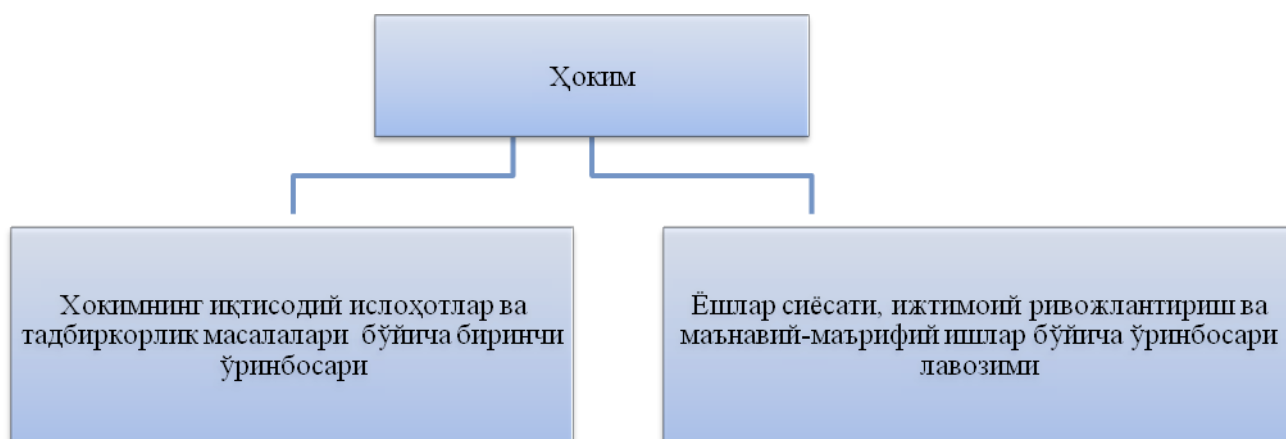 Ҳоким
Хокимнинг иқтисодий ислоҳотлар ва
тадбиркорлик масалалари бўйича биринчи
ўринбосари
Ёшлар сиёсати, ижтимоий ривожлантириш ва
маънавий-маърифий ишлар бўйича ўринбосари
лавозими